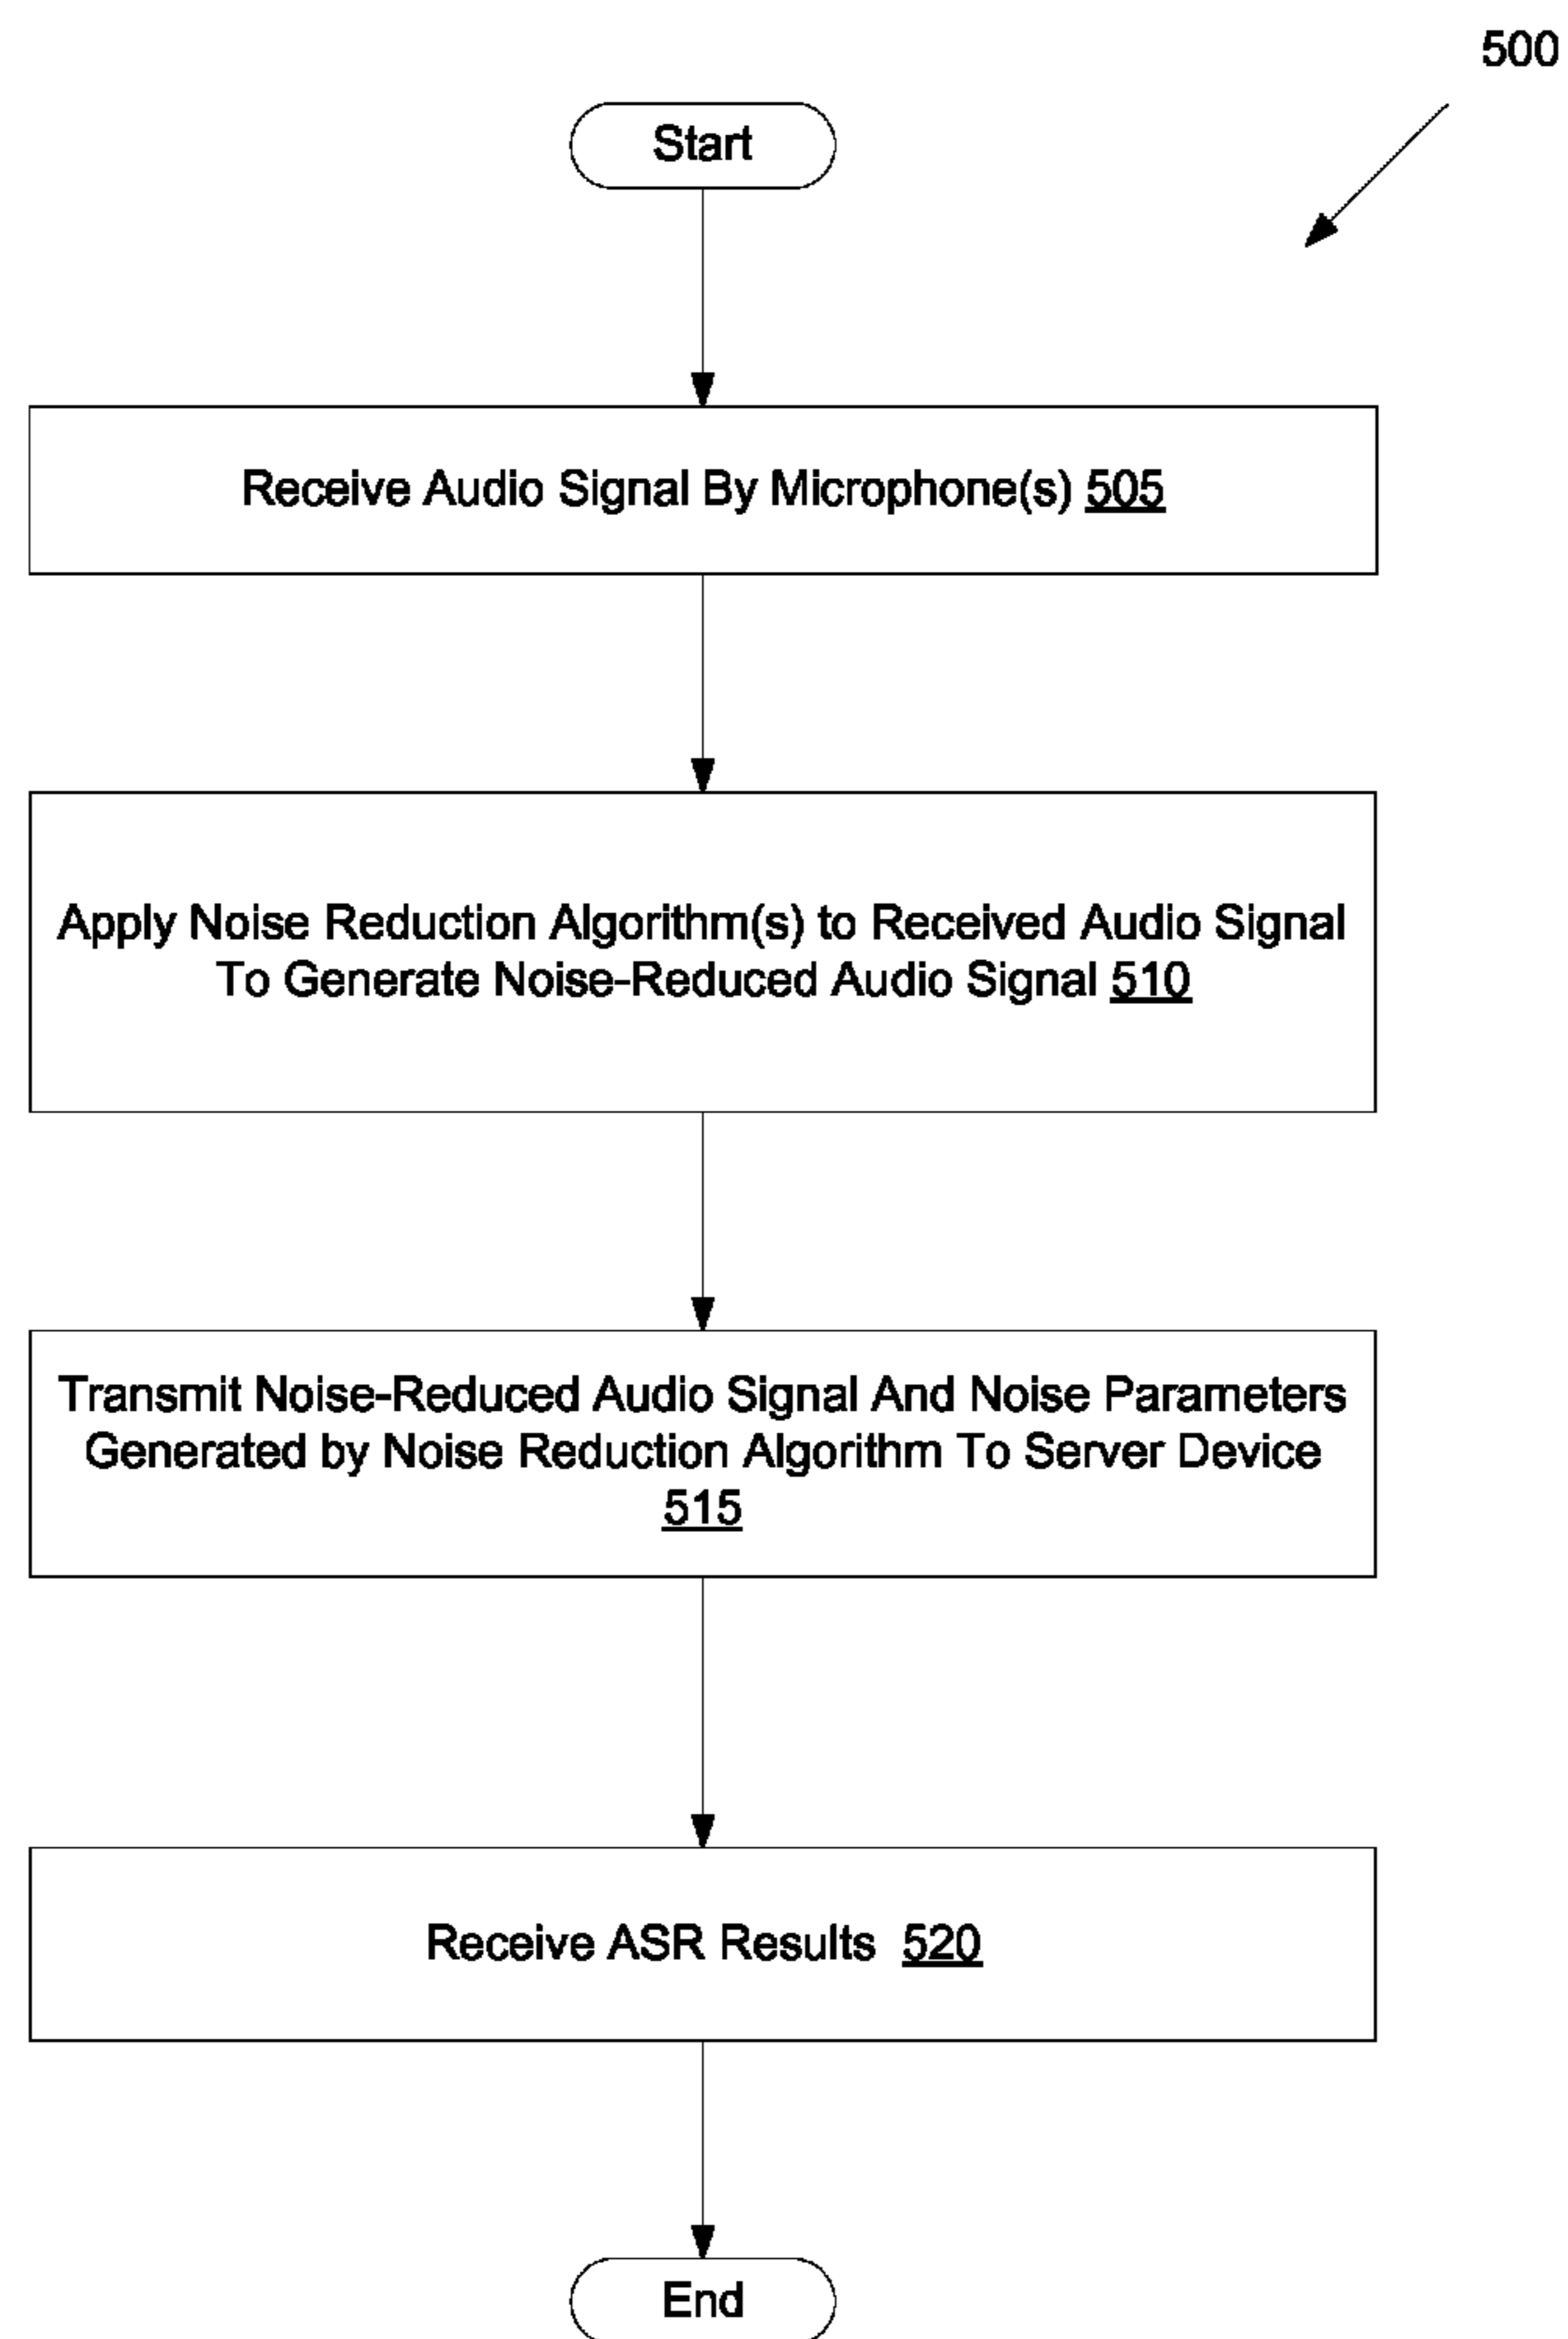 500
Start
Receive Audio Signal By Microphone(s) 505
Apply Noise Reduction Algorithm(s) to Received Audio Signal
To Generate Noise-Reduced Audio Signal 510
Transmit Noise-Reduced Audio Signal And Noise Parameters
Generated by Noise Reduction Algorithm To Server Device
515
Receive ASR Results 520
End